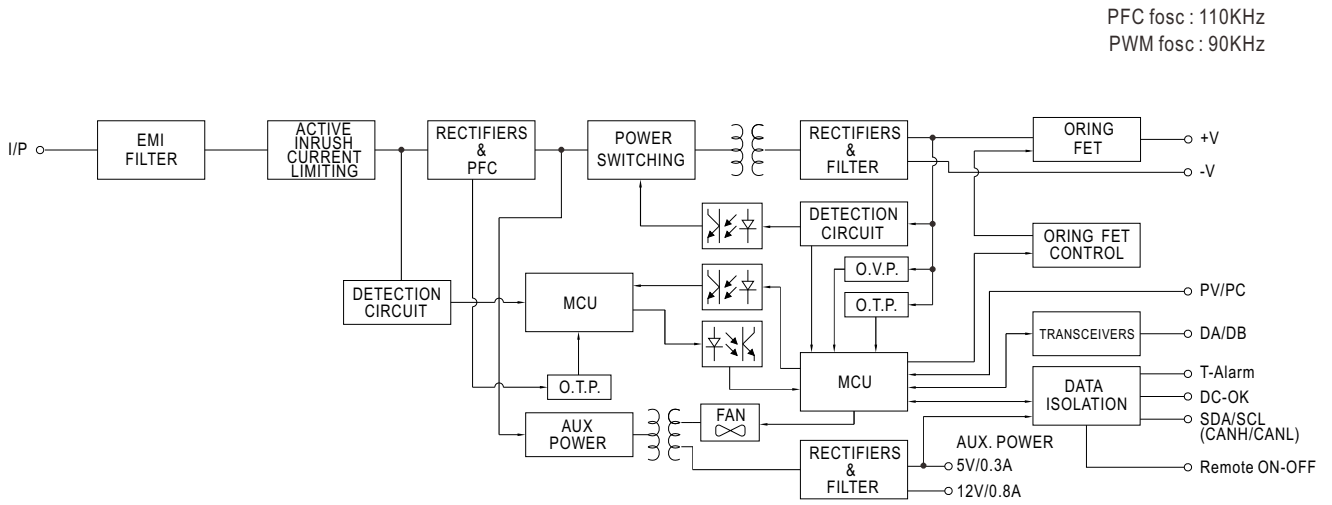 PFC fosc : 110KHz
PWM fosc : 90KHz
I/P
EMI
FILTER
ACTIVE
INRUSH
CURRENT
LIMITING
RECTIFIERS
&
PFC
POWER
SWITCHING
RECTIFIERS
&
FILTER
ORING
FET
+V
-V
DETECTION
CIRCUIT
ORING FET
CONTROL
O.V.P.
O.T.P.
DETECTION
CIRCUIT
MCU
PV/PC
TRANSCEIVERS
DA/DB
O.T.P.
MCU
DATA
ISOLATION
T-Alarm
DC-OK
SDA/SCL
(CANH/CANL)
Remote ON-OFF
AUX
POWER
FAN
RECTIFIERS
&
FILTER
AUX. POWER
5V/0.3A
12V/0.8A